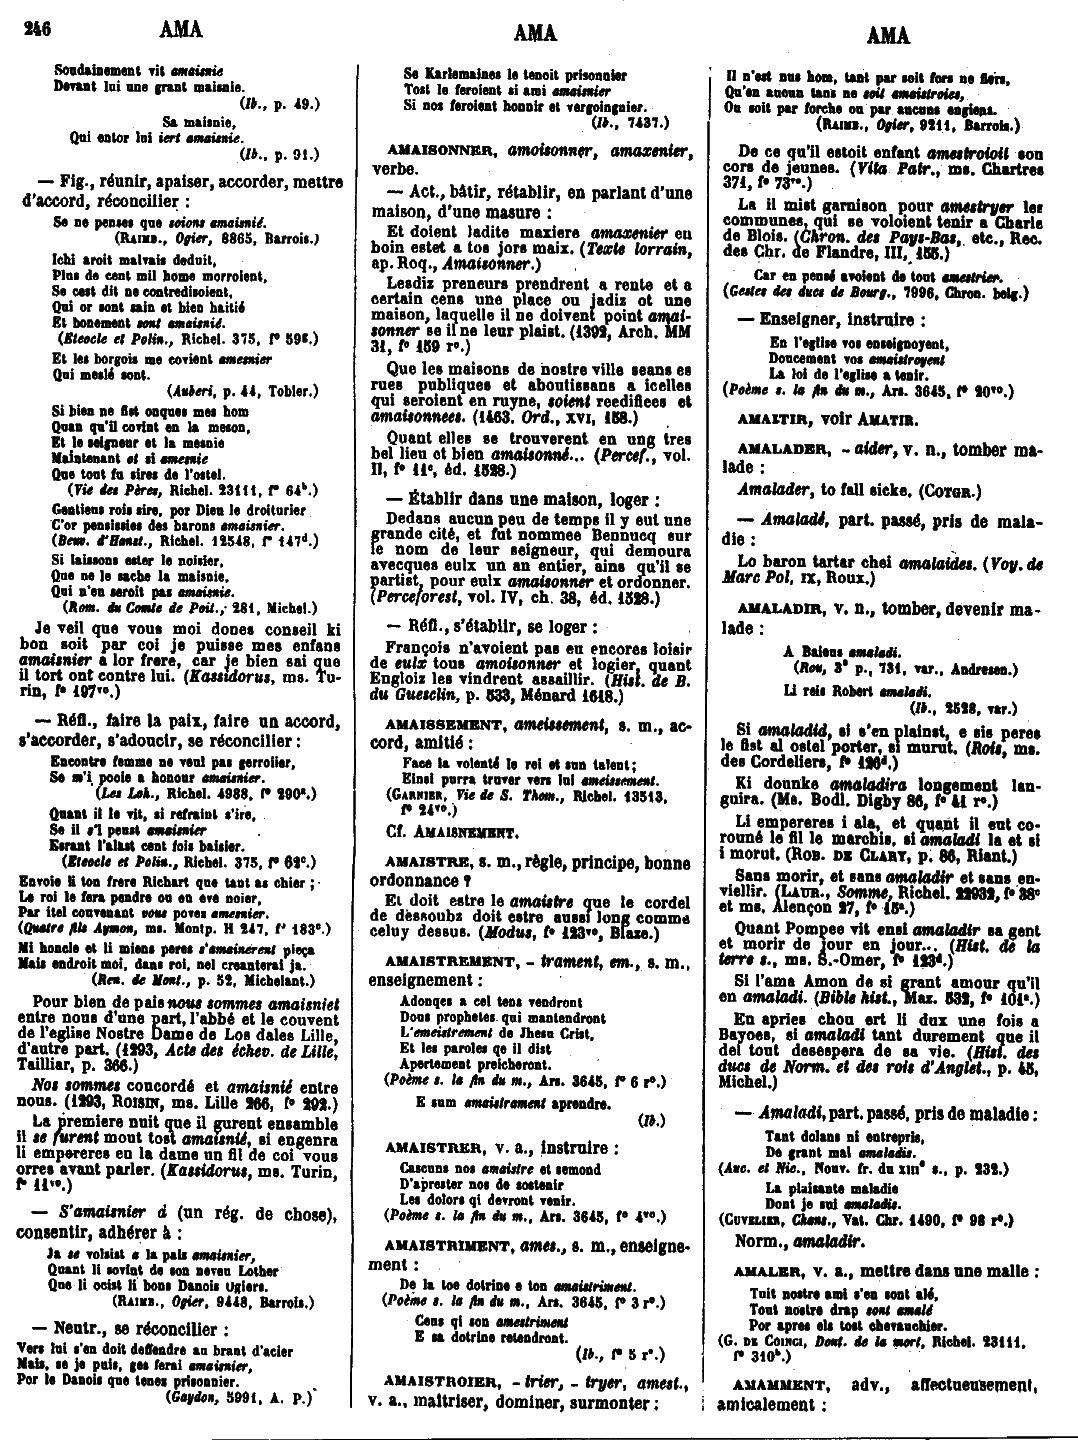 246 AMA
AMA
AMA
Soudainement vit amaisnie
Devant lui une grant maisnie.
(Ib., p. 49.)
Sa maisnie,
Qui entor lui iert amaisnie.
(Ib., p. 91.)
— Fig., réunir, apaiser, accorder, mettre
d'accord, réconcilier :
Se ne penses que soions amaisnié.
(RAIMB., Ogier, 8865, Barrois.)
Ichi aroit malvais deduit,
Plus de cent mil home morroient,
Se cest dit ne contredisoient,
Qui or sont sain et bien haitié
Et bonement sont amaisnié.
(Eteocle et Polin., Richel. 375, f° 59c.)
Et les borgois me covient amesnier
Qui meslé sont.
(Auberi, p. 44, Tobler.)
Si bien ne fist onques mes hom
Quan qu'il covint en la meson,
Et le seigneur et la mesnie
Maintenant et si amesnie
Que tout fu sires de l'ostel.
(Vie des Pères, Richel. 23111, f° 64b.)
Gentieus rois sire, por Dieu le droiturier
C'or pensissies des barons amaisnier.
(Beuv. d'Hanst., Richel. 12548, f° 147d.)
Si laissons ester le noisier,
Que ne le sache la maisnie,
Qui n'en seroit pas amaisnie.
(Rom. du Comte de Poit., 281, Michel.)
Je veil que vous moi dones conseil ki
bon soit par coi je puisse mes enfans
amaisnier a lor frere, car je bien sai que
il tort ont contre lui. (Kassidorus, ms. Tu-
rin, f° 197vo.)
— Réfl., faire la paix, faire un accord,
s'accorder, s'adoucir, se réconcilier :
Encontre femme ne veul pas gerroiier,
Se m'i poole a honour amaisnier.
(Les Loh., Richel. 4988, f° 290a.)
Quant il le vit, si refraint s'ire,
Se il s'i peust amaisnier
Esrant l'alast cent fois baisier.
(Eteocle et Polin., Richel. 375, f° 62c.)
Envoie li ton frere Richart que tant as chier ;
Le roi le fera pendre ou en eve noier,
Par itel convenant vous poves amesnier.
(Quatre fils Aymon, ms. Montp. H 247, f° 183c.)
Mi honcle et li miens peres s'amainerent pieça
Mais endroit moi, dans roi, nel creanterai ja.
(Ren. de Mont., p. 52, Michelant.)
Pour bien de pais nous sommes amaisniet
entre nous d'une part, l'abbé et le couvent
de l'eglise Nostre Dame de Los dales Lille,
d'autre part. (1293, Acte des échev. de Lille,
Tailliar, p. 366.)
Nos sommes concordé et amaisnié entre
nous. (1293, ROISIN, ms. Lille 266, f° 292.)
La premiere nuit que il gurent ensamble
il se furent mout tost amaisnié, si engenra
li empereres en la dame un fil de coi vous
orres avant parler. (Kassidorus, ms. Turin,
f° 11vo.)
— S'amaisnier à (un rég. de chose),
consentir, adhérer à :
Ja se volsist a la pais amaisnier,
Quant li sovint de son neveu Lother
Que li ocist li bons Danois Ugiers.
(RAIMB., Ogier, 9448, Barrois.)
— Neutr., se réconcilier :
Vers lui s'en doit deffendre au brant d'acier
Mais, se je puis, ges ferai amaisnier,
Por le Danois que tenes prisonnier.
(Gaydon, 5991, A. P.)
Se Karlemaines le tenoit prisonnier
Tost le feroient si ami amaisnier
Si nos feroient honnir et vergoingnier.
(Ib., 7437.)
AMAISONNER, amoisonner, amaxenier,
verbe.
— Act., bâtir, rétablir, en parlant d'une
maison, d'une masure :
Et doient ladite maxiere amaxenier eu
boin estet a tos jors maix. (Texte lorrain,
ap. Roq., Amaisonner.)
Lesdiz preneurs prendrent a rente et a
certain cens une place ou jadiz ot une
maison, laquelle il ne doivent point amai-
sonner se il ne leur plaist. (1392, Arch. MM
31, f° 159 r°.)
Que les maisons de nostre ville seans es
rues publiques et aboutissans a icelles
qui seroient en ruyne, soient reedifiees et
amaisonnees. (1463. Ord., XVI, 158.)
Quant elles se trouverent en ung tres
bel lieu et bien amaisonné... (Percef., vol.
II, f° 11c, éd. 1528.)
— Établir dans une maison, loger :
Dedans aucun peu de temps il y eut une
grande cité, et fut nommee Bennucq sur
le nom de leur seigneur, qui demoura
avecques eulx un an entier, ains qu'il se
partist, pour eulx amaisonner et ordonner.
(Perceforest, vol. IV, ch. 38, éd. 1528.)
— Réfl., s'établir, se loger :
François n'avoient pas eu encores loisir
de eulx tous amoisonner et logier, quant
Engloiz les vindrent assaillir. (Hist. de B.
du Guesclin, p. 533, Ménard 1618.)
AMAISSEMENT, ameissement, s. m., ac-
cord, amitié :
Face la volenté le rei et sun talent ;
Einsi purra truver vers lui ameissement.
(GARNIER, Vie de S. Thom., Richel. 13513,
f° 24vo.)
Cf. AMAISNEMENT.
AMAISTRE, s. m., règle, principe, bonne
ordonnance ?
Et doit estre le amaistre que le cordel
de dessoubz doit estre aussi long comme
celuy dessus. (Modus, f° 123vo, Blaze.)
AMAISTREMENT, - trament, em., s. m.,
enseignement :
Adonqes a cel tens vendront
Dous prophetes qui mantendront
L'emeistrement de Jhesu Crist,
Et les paroles qe il dist
Apertement preicheront.
(Poème s. la fin du m., Ars. 3645, f° 6 r°.)
E sum amaistrament aprendre.
(Ib.)
AMAISTRER, v. a., instruire :
Cascuns nos amaistre et semond
D'aprester nos de sostenir
Les dolors qi devront venir.
(Poème s. la fin du m., Ars. 3645, f° 4vo.)
AMAISTRIMENT, ames., s. m., enseigne-
ment :
De la toe dotrine e ton amaistriment.
(Poème s. la fin du m., Ars. 3645, f° 3 r°.)
Cens qi son amestriment
E sa dotrine retendront.
(Ib., f° 5 r°.)
AMAISTROIER, - trier, - tryer, amest.,
v. a., maîtriser, dominer, surmonter :
Il n'est nus hom, tant par soit fors ne fiers,
Qu'en aucun tans ne soit amaistroiés,
Ou soit par forche ou par aucuns engiens.
(RAIMB., Ogier, 9211, Barrois.)
De ce qu'il estoit enfant amestroioit son
cors de jeunes. (Vita Patr., ms. Chartres
371, f° 73vo.)
La il mist garnison pour amestryer les
communes, qui se voloient tenir a Charle
de Blois. (Chron. des Pays-Bas, etc., Rec.
des Chr. de Flandre, III, 155.)
Car en pensé avoient de tout amestrier.
(Gestes des ducs de Bourg., 7996, Chron. belg.)
— Enseigner, instruire :
En l'eglise vos enseignoyent,
Doucement vos amaistroyent
La loi de l'eglise a tenir.
(Poème s. la fin du m., Ars. 3645, f° 20vo.)
AMAITIR, voir AMATIR.
AMALADER, - aider, v. n., tomber ma-
lade :
Amalader, to fall sicke. (COTGR.)
— Amaladé, part. passé, pris de mala-
die :
Lo baron tartar chei amalaides. (Voy. de
Marc Pol, IX, Roux.)
AMALADIR, v. n., tomber, devenir ma-
lade :
A Baieus amaladi.
(Rou, 3e p., 731, var., Andresen.)
Li reis Robert amaladi.
(Ib., 2528, var.)
Si amaladid, si s'en plainst, e sis peres
le fist al ostel porter, si murut. (Rois, ms.
des Cordeliers, f° 126d.)
Ki donnke amaladira longement lan-
guira. (Ms. Bodl. Digby 86, f° 41 r°.)
Li empereres i ala, et quant il eut co-
rouné le fil le marchis, si amaladi la et si
i morut. (ROB. DE CLARY, p. 86, Riant.)
Sans morir, et sans amaladir et sans en-
viellir. (LAUR., Somme, Richel. 22932, f° 38c
et ms. Alençon 27, f° 15a.)
Quant Pompee vit ensi amaladir sa gent
et morir de jour en jour... (Hist. de la
terre s., ms. S.-Omer, f° 123d.)
Si l'ama Amon de si grant amour qu'il
en amaladi. (Bible hist., Maz. 532, f° 101a.)
En apries chou ert li dux une fois a
Bayoes, si amaladi tant durement que il
del tout desespera de sa vie. (Hist. des
ducs de Norm. et des rois d'Anglet., p. 45,
Michel.)
— Amaladi, part. passé, pris de maladie :
Tant dolans ni entrepris,
De grant mal amaladis.
(Auc. et Nic., Nouv. fr. du XIIIe s., p. 232.)
La plaisante maladie
Dont je sui amaladis.
(CUVELIER, Chans., Vat. Chr. 1490, f° 98 r°.)
Norm., amaladir.
AMALER, v. a., mettre dans une malle :
Tuit nostre ami s'en sont alé,
Tout nostre drap sont amalé
Por apres els tost chevauchier.
(G. DE COINCI, Dout. de la mort, Richel. 23111,
f° 310b.)
AMAMMENT, adv., affectueusement,
amicalement :